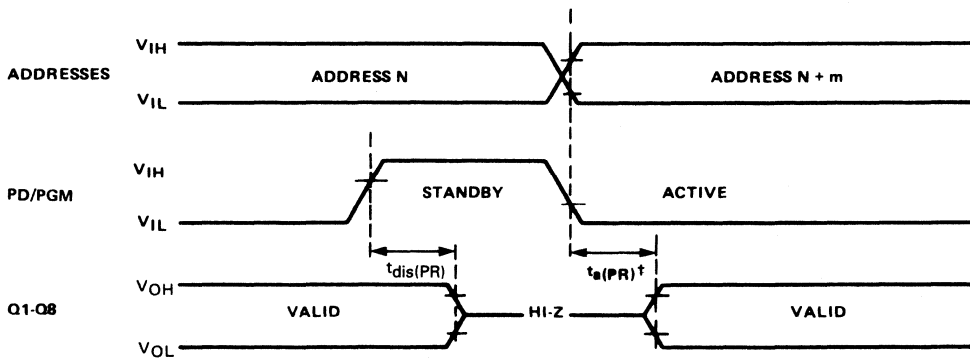 VIH
ADDRESSES
ADDRESS N
ADDRESS N + m
VIL
VIH
PD/PGM
STANDBY
ACTIVE
VIL
tdis(PR)
ta(PR)†
VOH
Q1-Q8
VALID
HI-Z
VALID
VOL